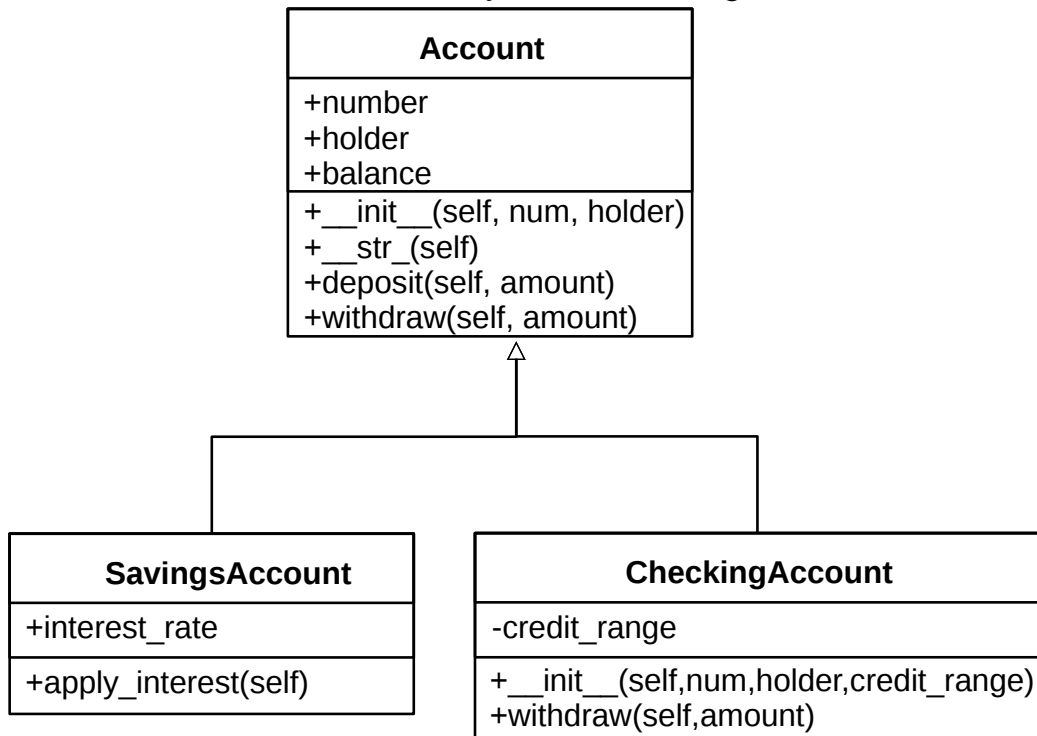 Account
+number
+holder
+balance
+__init__(self, num, holder)
+__str_(self)
+deposit(self, amount)
+withdraw(self, amount)
SavingsAccount
+interest_rate
+apply_interest(self)
CheckingAccount
-credit_range
+__init__(self,num,holder,credit_range)
+withdraw(self,amount)